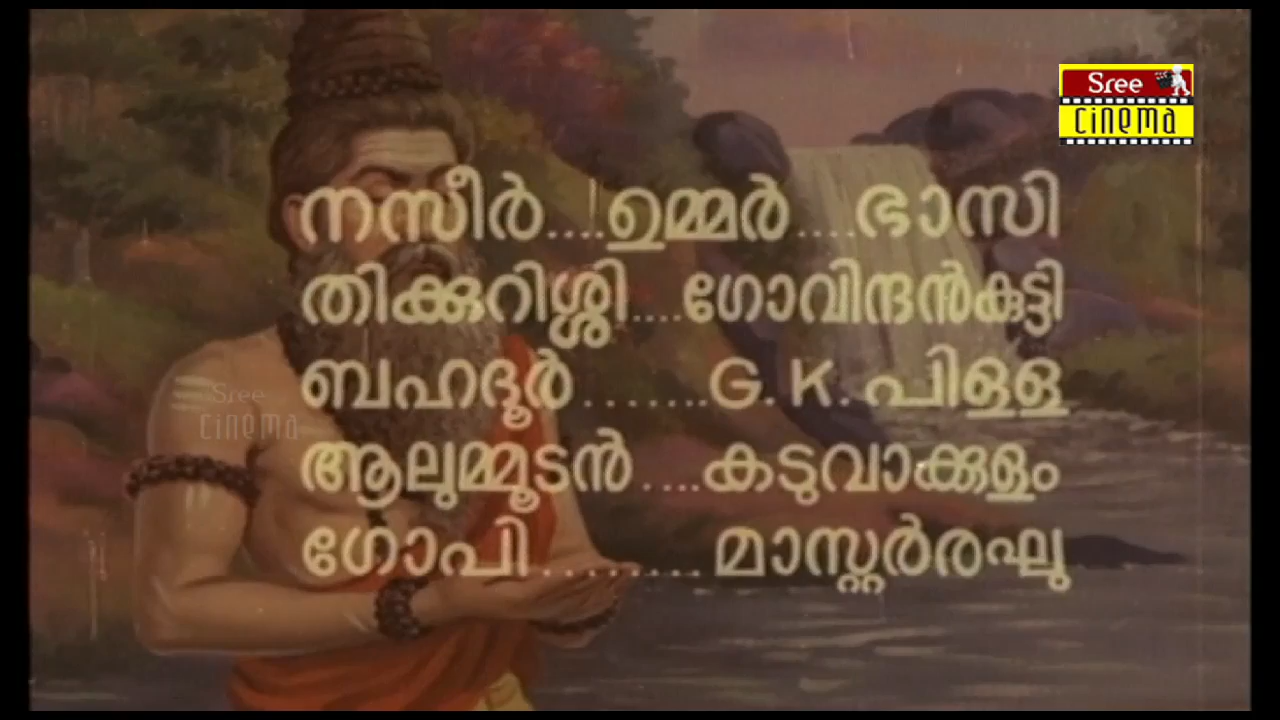 Sree
cinema
നസീർ....ഉമ്മർ....ഭാസി
തിക്കുറിശ്ശി....ഗോവിന്ദൻകുട്ടി
ബഹദൂർ.......G.K.പിള്ള
Sree
cinema
ആലുമ്മൂടൻ....കടുവാക്കുളം
ഗോപി.........മാസ്റ്റർരഘു